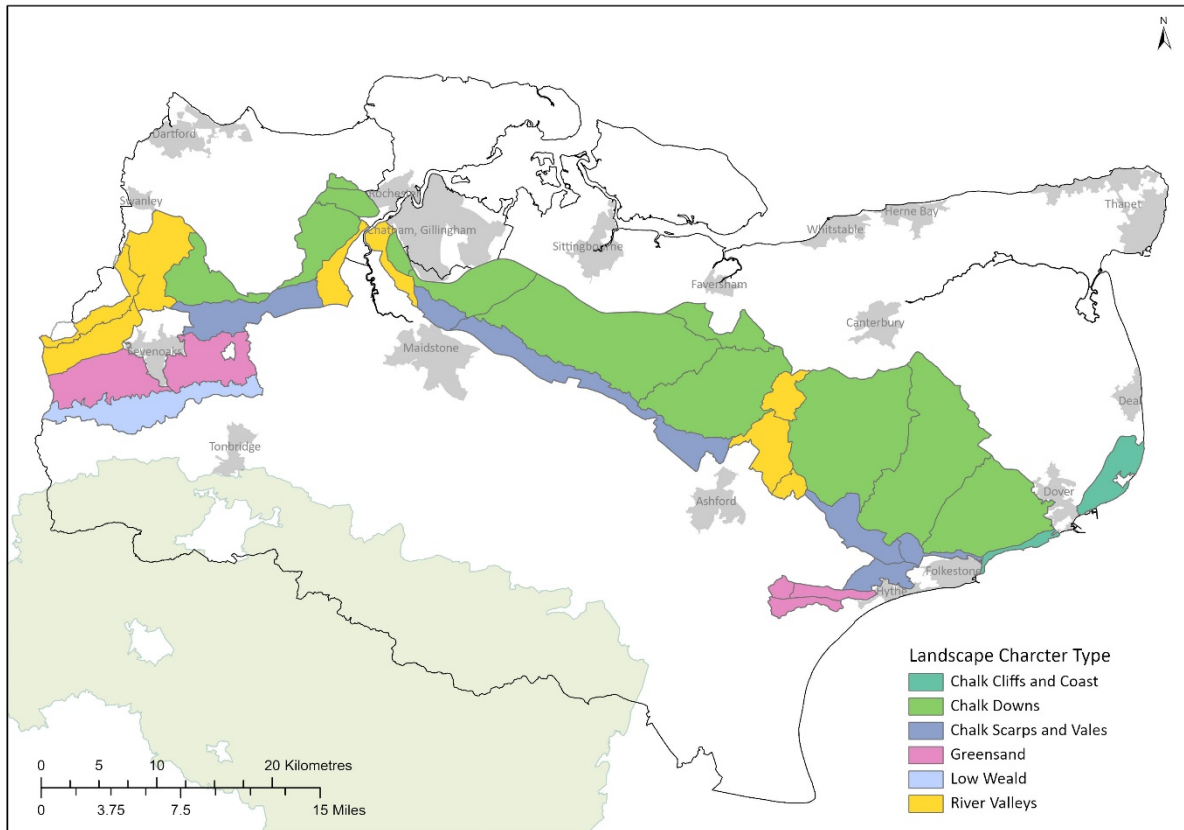 N
Dartford
Swanley
Rochester
Chatham, Gillingham
Sittingbourne
Whitstable
Herne Bay
Thanet
Faversham
Canterbury
Sevenoaks
Maidstone
Deal
Tonbridge
Ashford
Dover
Folkestone
Hythe
Landscape Charcter Type
Chalk Cliffs and Coast
Chalk Downs
Chalk Scarps and Vales
Greensand
Low Weald
River Valleys
0 5 10 20 Kilometres
0 3.75 7.5 15 Miles